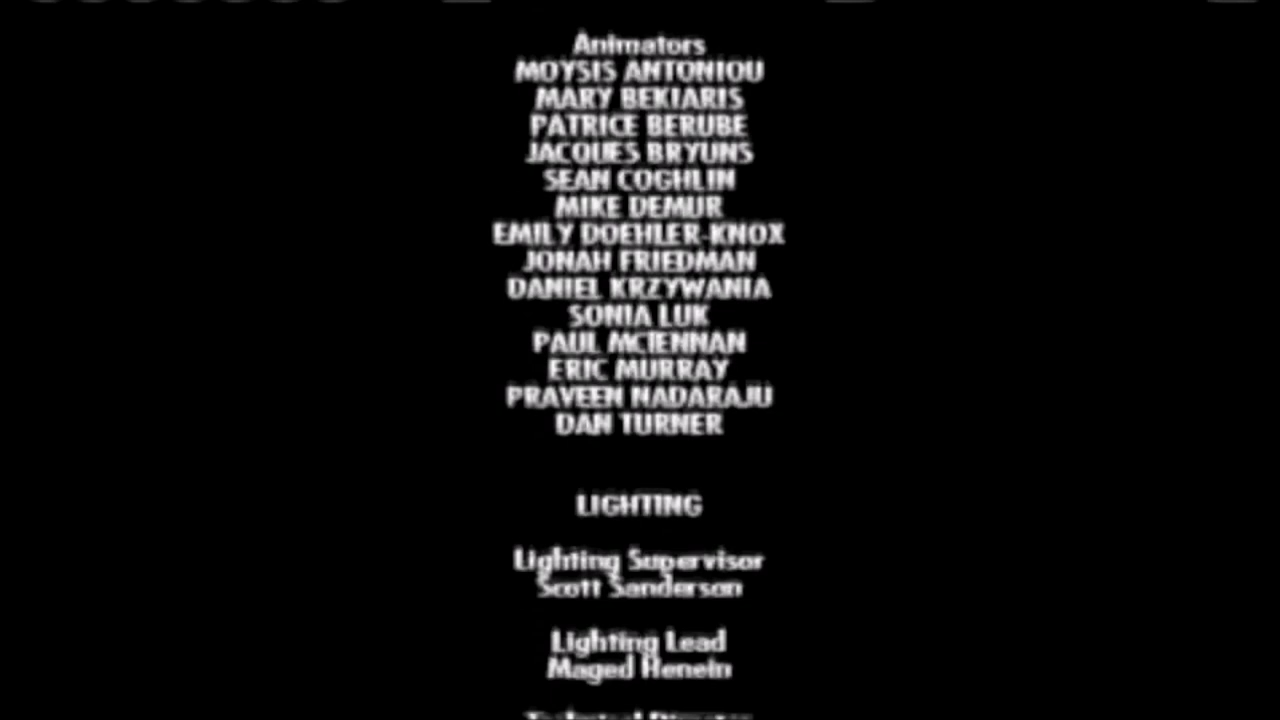 Animators
MOYSIS ANTONIOU
MARY BEKIARIS
PATRICE BERUBE
JACQUES BRYUNS
SEAN COGHLIN
MIKE DEMUR
EMILY DOEHLER-KNOX
JONAH FRIEDMAN
DANIEL KRZYWANIA
SONIA LUK
PAUL MCTENNAN
ERIC MURRAY
PRAVEEN NADARAJU
DAN TURNER
LIGHTING
Lighting Supervisor
Scott Sanderson
Lighting Lead
Maged Henein